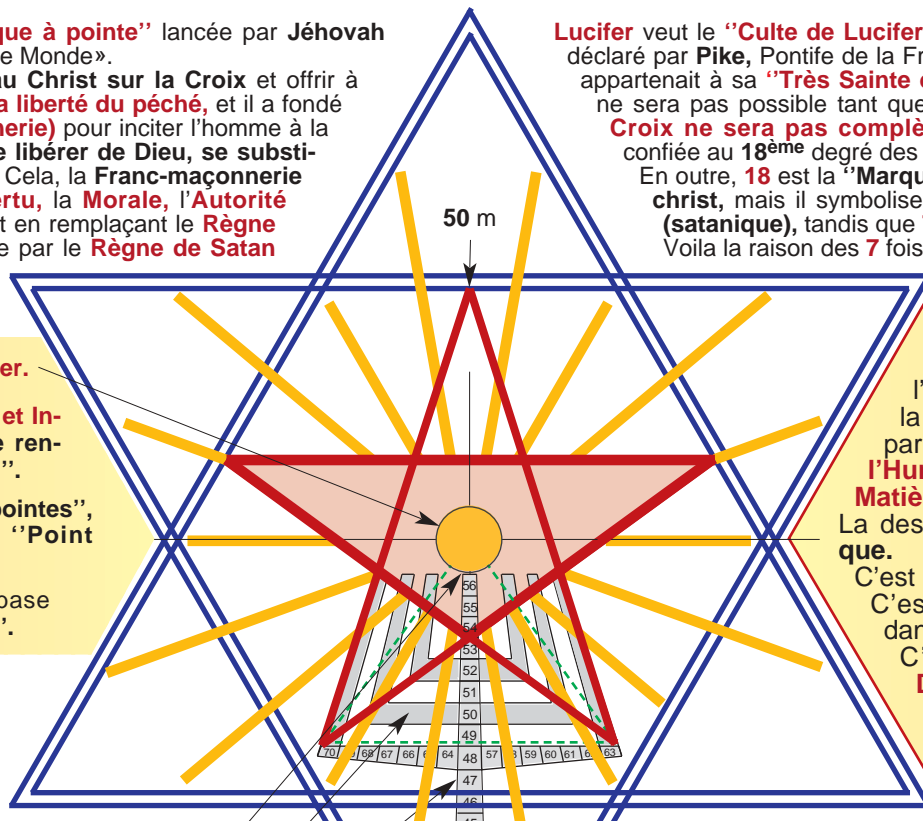 que à pointe’’ lancée par Jéhovah
e Monde».
au Christ sur la Croix et offrir à
a liberté du péché, et il a fondé
nerie) pour inciter l’homme à la
e libérer de Dieu, se substi-
Cela, la Franc-maçonnerie
ertu, la Morale, l’Autorité
t en remplaçant le Règne
e par le Règne de Satan
Lucifer veut le ‘‘Culte de Lucifer
déclaré par Pike, Pontife de la Fr
appartenait à sa ‘‘Très Sainte
ne sera pas possible tant que
Croix ne sera pas complè
confiée au 18ème degré des
En outre, 18 est la ‘‘Marqu
christ, mais il symbolise
(satanique), tandis que
Voila la raison des 7 fois
50 m
er.
et In-
e ren-
’’.
pointes’’,
‘‘Point
base
’.
l’
la
par
l’Hur
Matiè
La des
que.
C’est
C’es
dan
C’
D
56
55
54
53
52
51
50
49
70 68 67 66 64 48 57 59 60 61 63
47
46